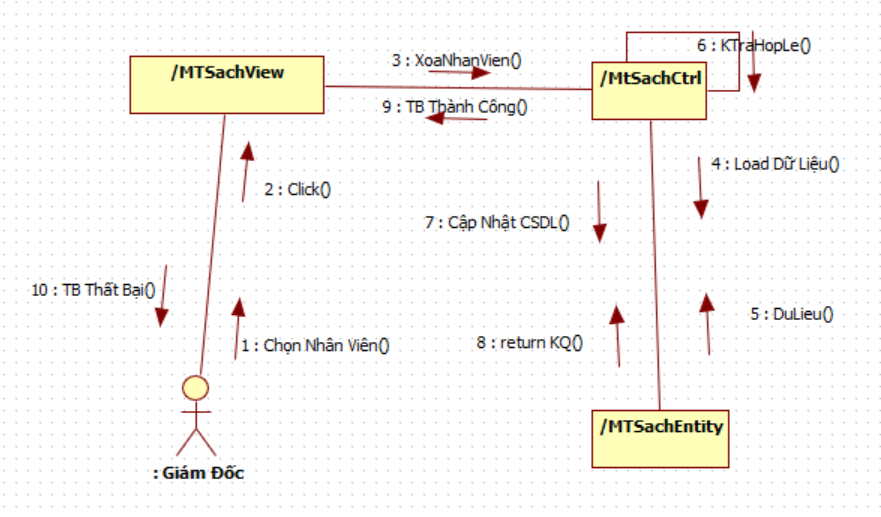 6 : KTraHopLe()
3 : XoaNhanVien()
/MTSachView
/MtSachCtrl
9 : TB Thành Công()
4 : Load Dữ Liệu()
2 : Click()
7 : Cập Nhật CSDL()
10 : TB Thất Bại()
5 : DuLieu()
1 : Chọn Nhân Viên()
8 : return KQ()
/MTSachEntity
: Giám Đốc